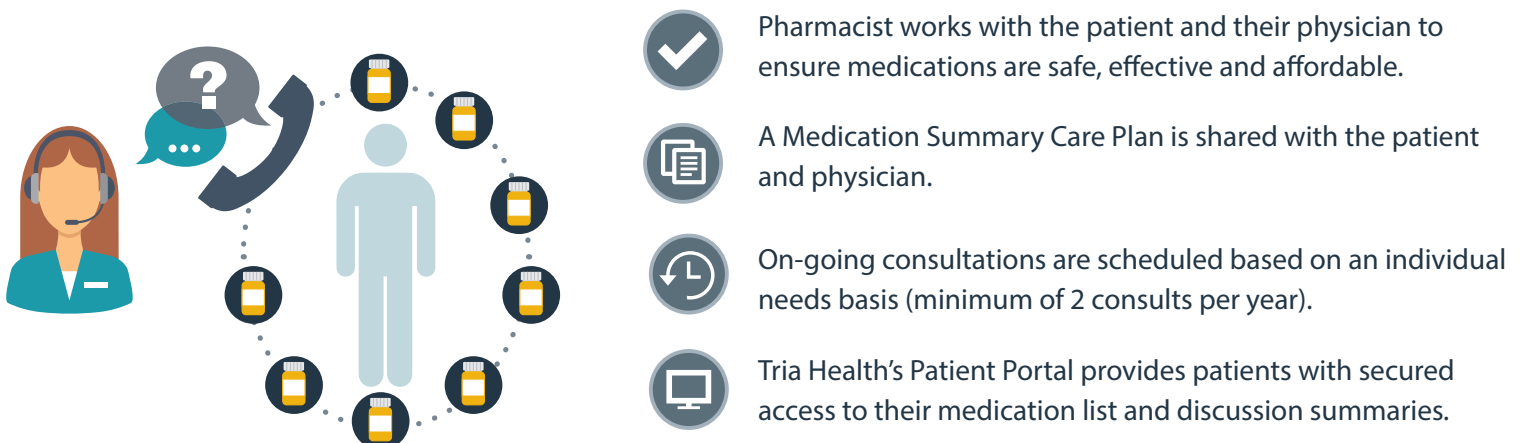 ?
...
Pharmacist works with the patient and their physician to
ensure medications are safe, effective and affordable.
A Medication Summary Care Plan is shared with the patient
and physician.
On-going consultations are scheduled based on an individual
needs basis (minimum of 2 consults per year).
Tria Health’s Patient Portal provides patients with secured
access to their medication list and discussion summaries.